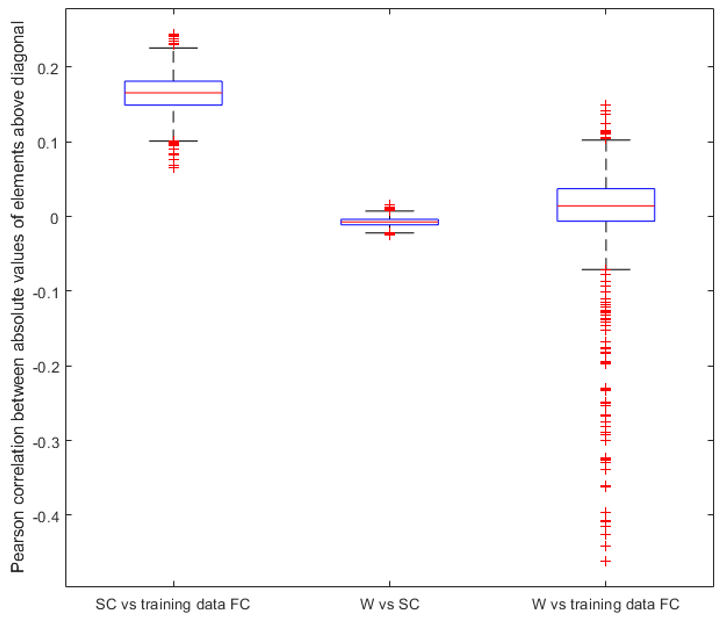 Pearson correlation between absolute values of elements above diagonal
0.2
0.1
0
-0.1
-0.2
-0.3
-0.4
SC vs training data FC
W vs SC
W vs training data FC